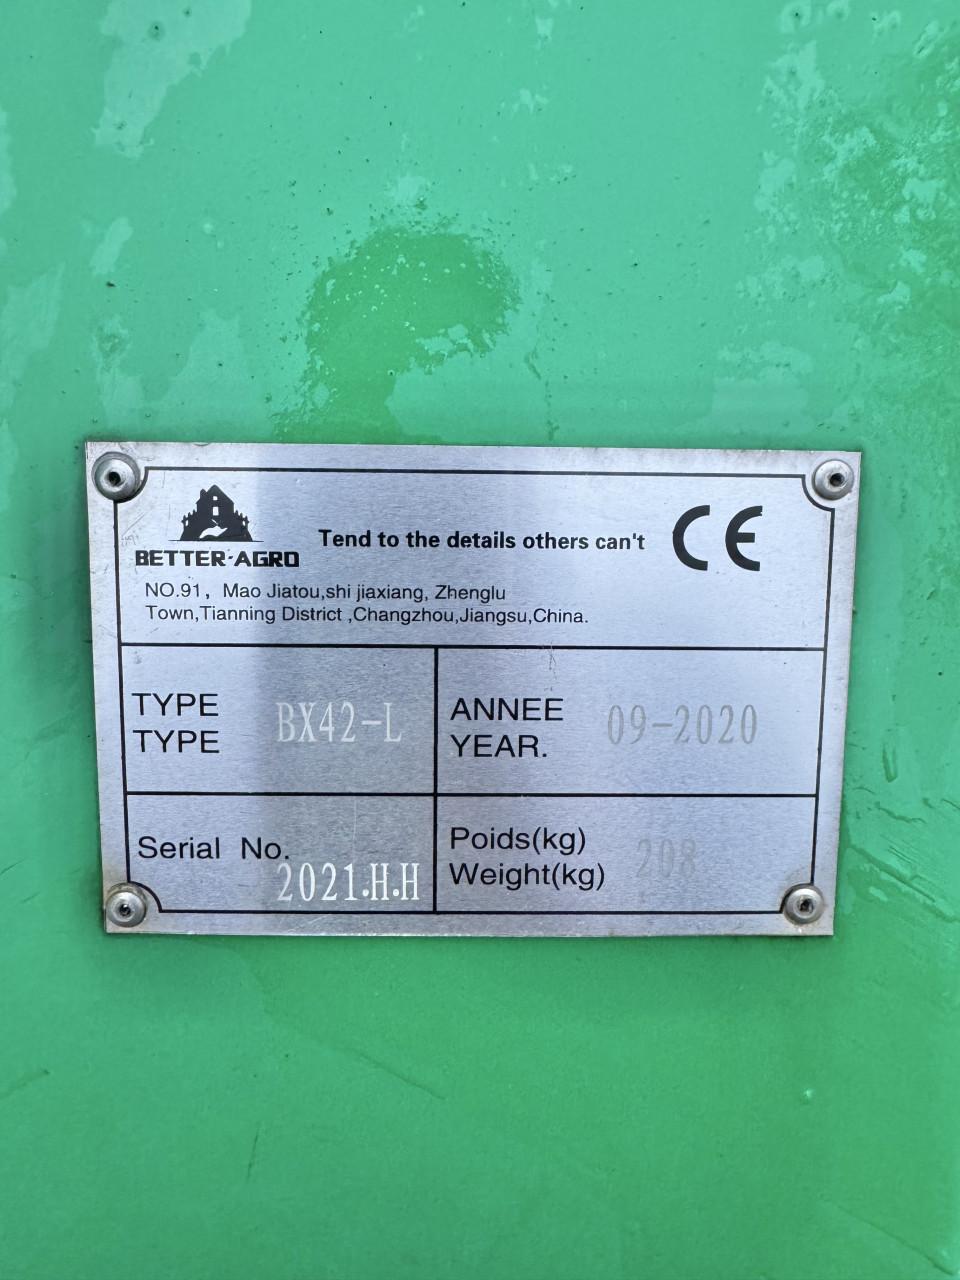 BETTER-AGRO
Tend to the details others can't
CE
NO.91, Mao Jiatou,shi jiaxiang, Zhenglu
Town,Tianning District ,Changzhou,Jiangsu,China.
TYPE
TYPE
BX42-L
ANNEE
YEAR.
09-2020
Serial No.
2021.H.H
Poids(kg)
Weight(kg)
208